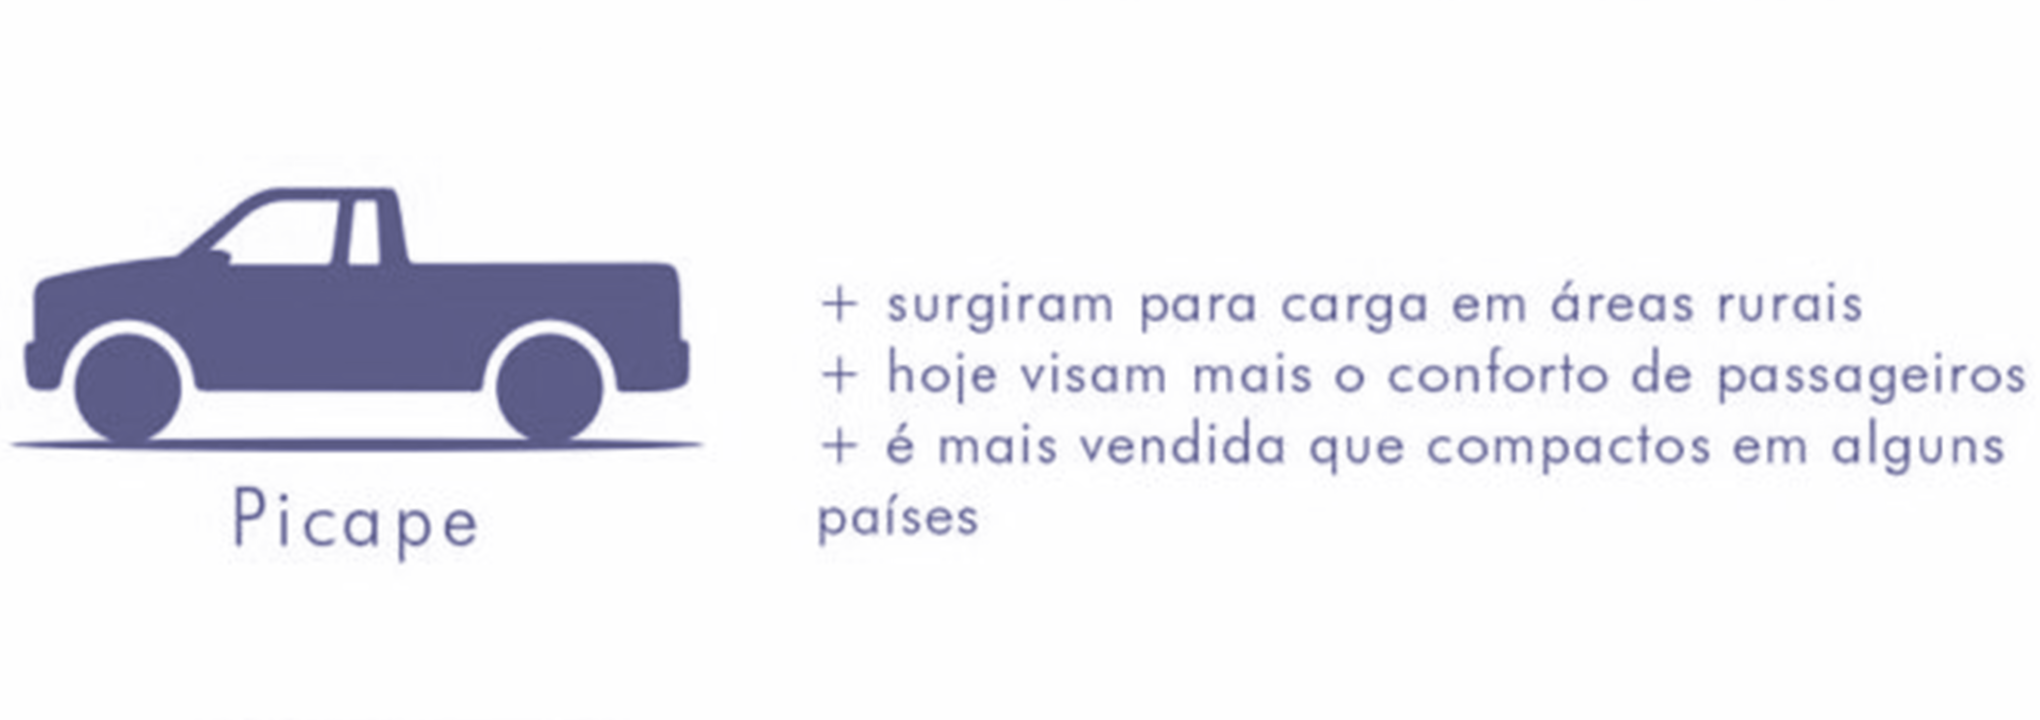 + surgiram para carga em áreas rurais
+ hoje visam mais o conforto de passageiros
+ é mais vendida que compactos em alguns
países
Picape